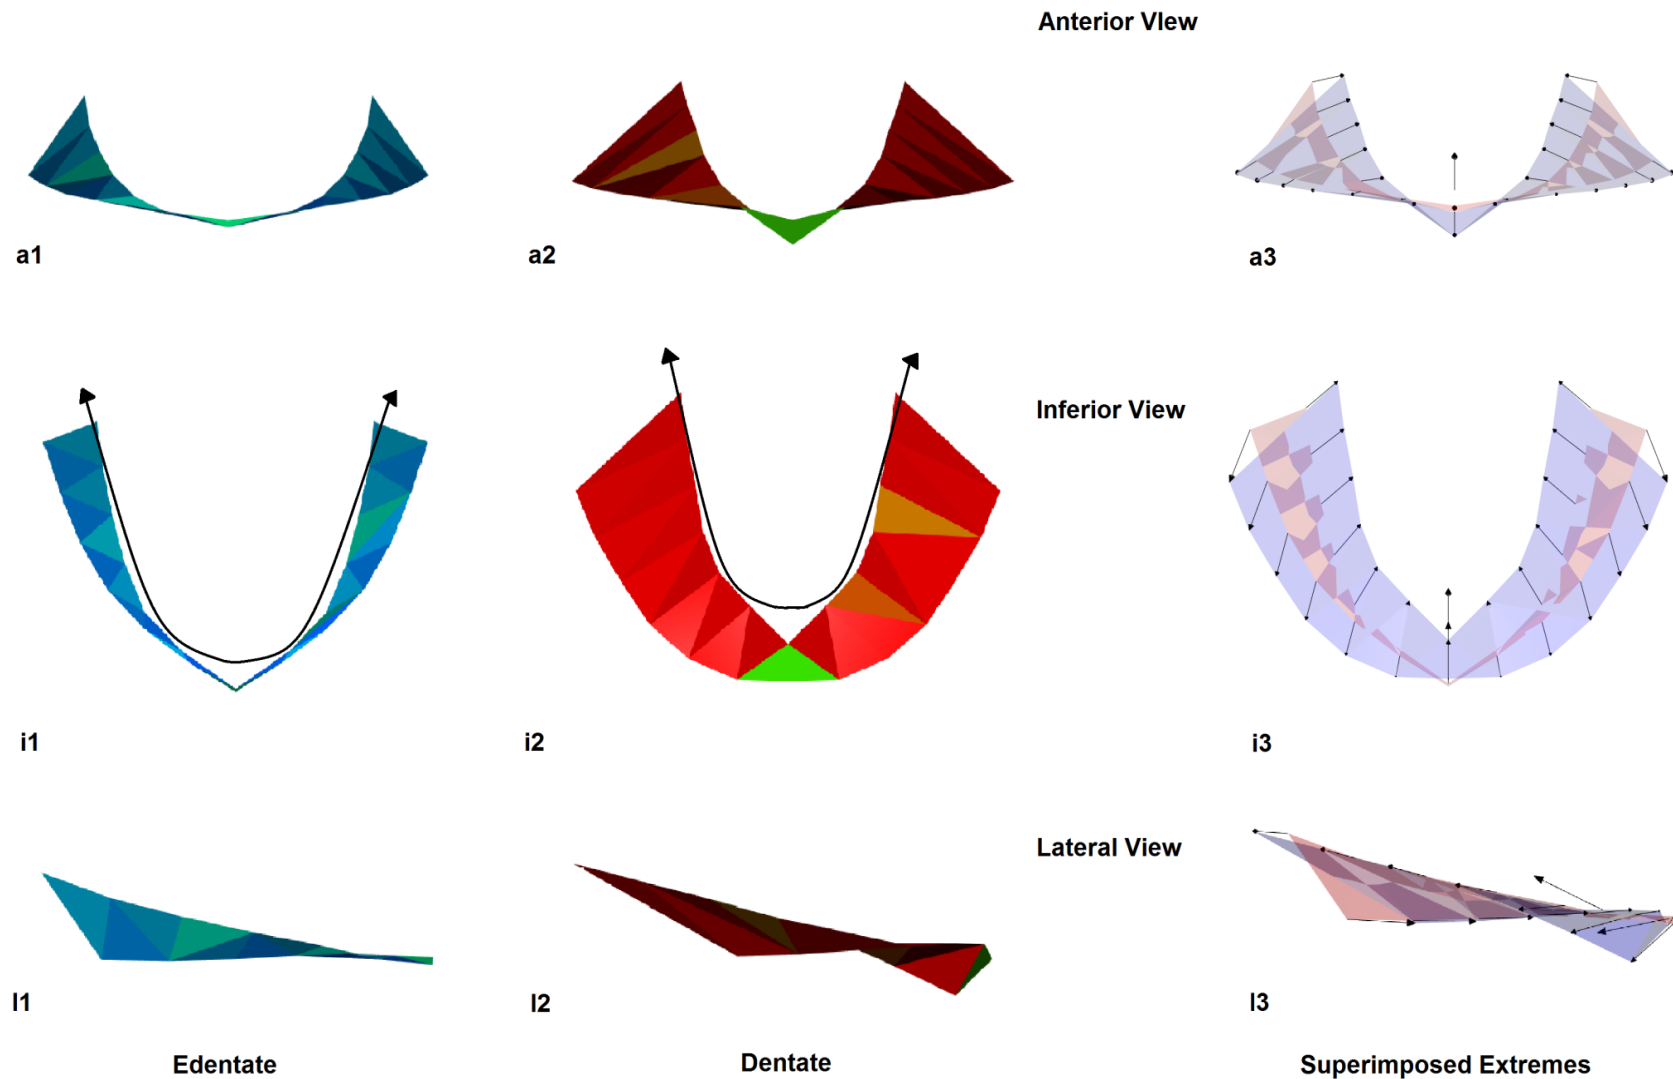 Anterior VIew
a1
a2
a3
Inferior View
i1
i2
i3
Lateral View
l1
l2
l3
Edentate
Dentate
Superimposed Extremes